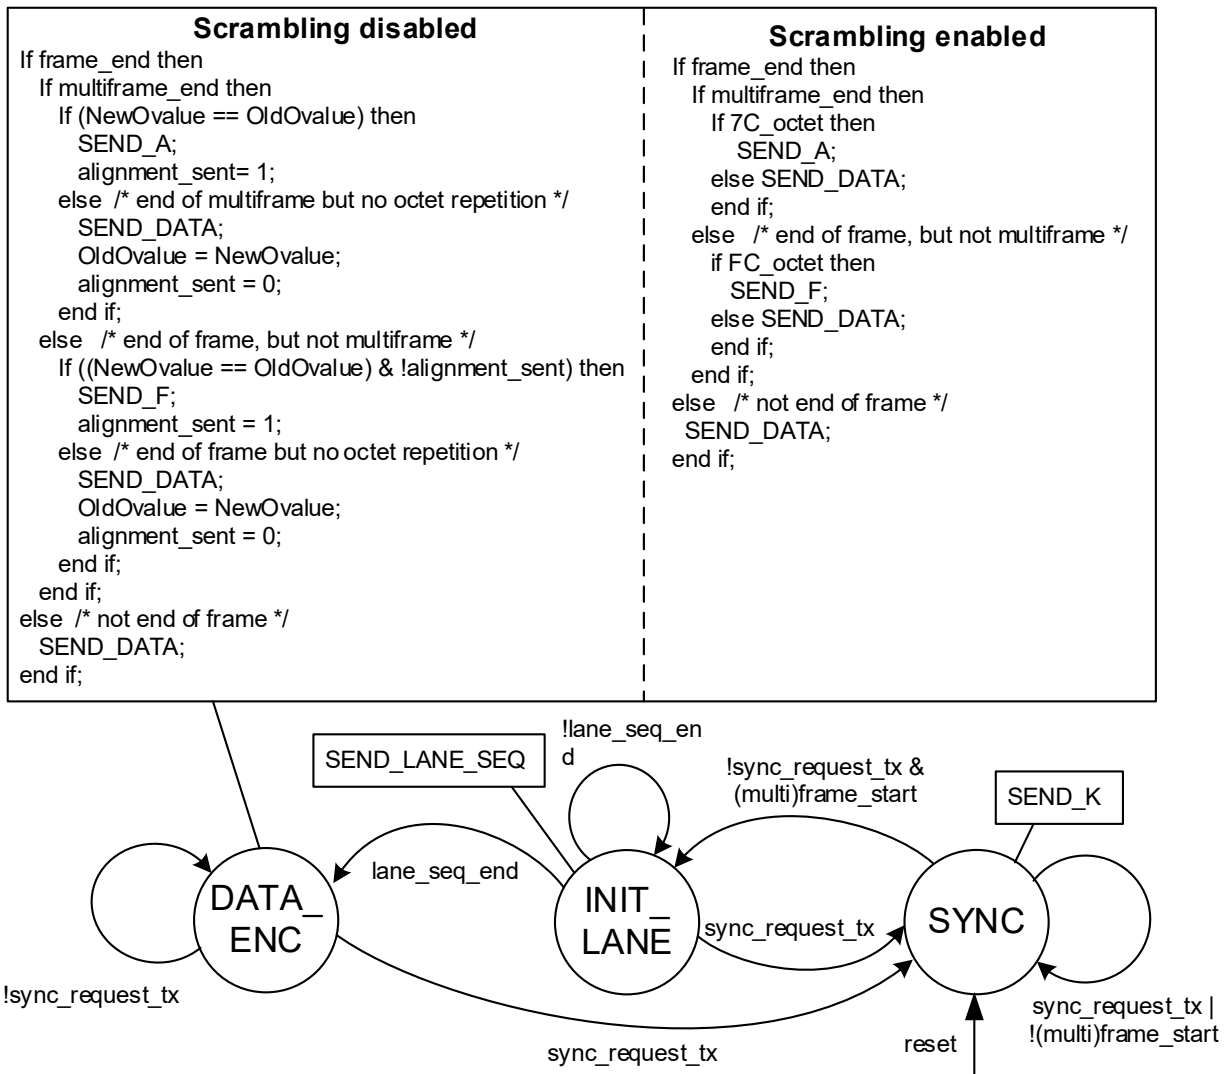 Scrambling disabled
If frame_end then
If multiframe_end then
If (NewOvalue == OldOvalue) then
SEND_A;
alignment_sent= 1;
else /* end of multiframe but no octet repetition */
SEND_DATA;
OldOvalue = NewOvalue;
alignment_sent = 0;
end if;
else /* end of frame, but not multiframe */
If ((NewOvalue == OldOvalue) & !alignment_sent) then
SEND_F;
alignment_sent = 1;
else /* end of frame but no octet repetition */
SEND_DATA;
OldOvalue = NewOvalue;
alignment_sent = 0;
end if;
end if;
else /* not end of frame */
SEND_DATA;
end if;
Scrambling enabled
If frame_end then
If multiframe_end then
If 7C_octet then
SEND_A;
else SEND_DATA;
end if;
else /* end of frame, but not multiframe */
if FC_octet then
SEND_F;
else SEND_DATA;
end if;
end if;
else /* not end of frame */
SEND_DATA;
end if;
SEND_LANE_SEQ
!lane_seq_en
d
!sync_request_tx &
(multi)frame_start
SEND_K
lane_seq_end
DATA_
ENC
INIT_
LANE
SYNC
sync_request_tx
!sync_request_tx
sync_request_tx
reset
sync_request_tx |
!(multi)frame_start